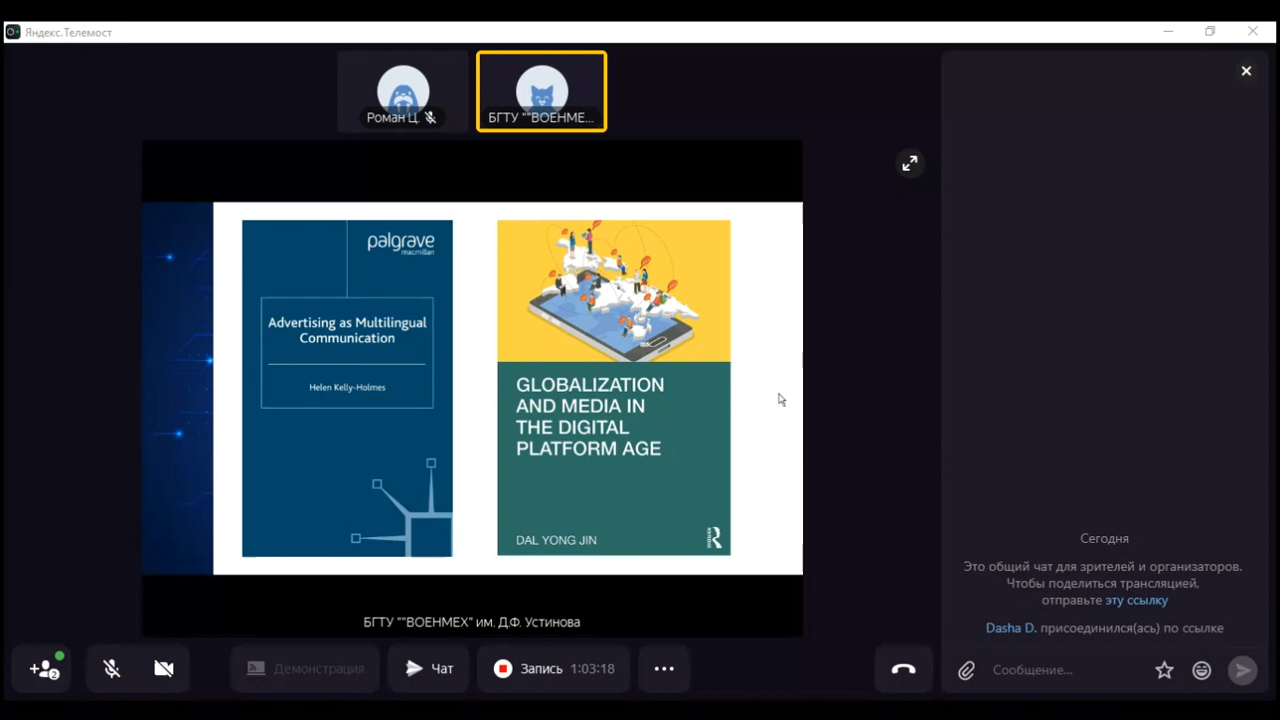 Яндекс.Телемост
Роман Ц.
БГТУ ""ВОЕНМЕ...
palgrave
macmillan
Advertising as Multilingual
Communication
Helen Kelly-Holmes
GLOBALIZATION
AND MEDIA IN
THE DIGITAL
PLATFORM AGE
DAL YONG JIN
БГТУ ""ВОЕНМЕХ" им. Д.Ф. Устинова
Сегодня
Это общий чат для зрителей и организаторов.
Чтобы поделиться трансляцией,
отправьте эту ссылку
Dasha D. присоединился(ась) по ссылке
2
Демонстрация
Чат
Запись 1:03:18
Сообщение...